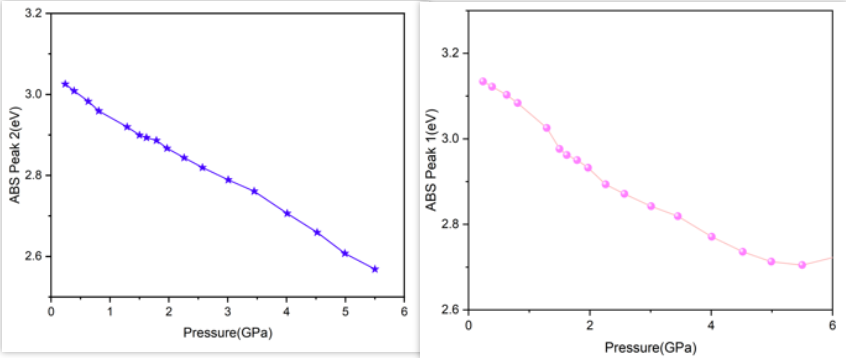 3.2
3.0
2.8
2.6
ABS Peak 2(eV)
0 1 2 3 4 5 6
Pressure(GPa)
3.2
3.0
2.8
2.6
ABS Peak 1(eV)
0 2 4 6
Pressure(GPa)